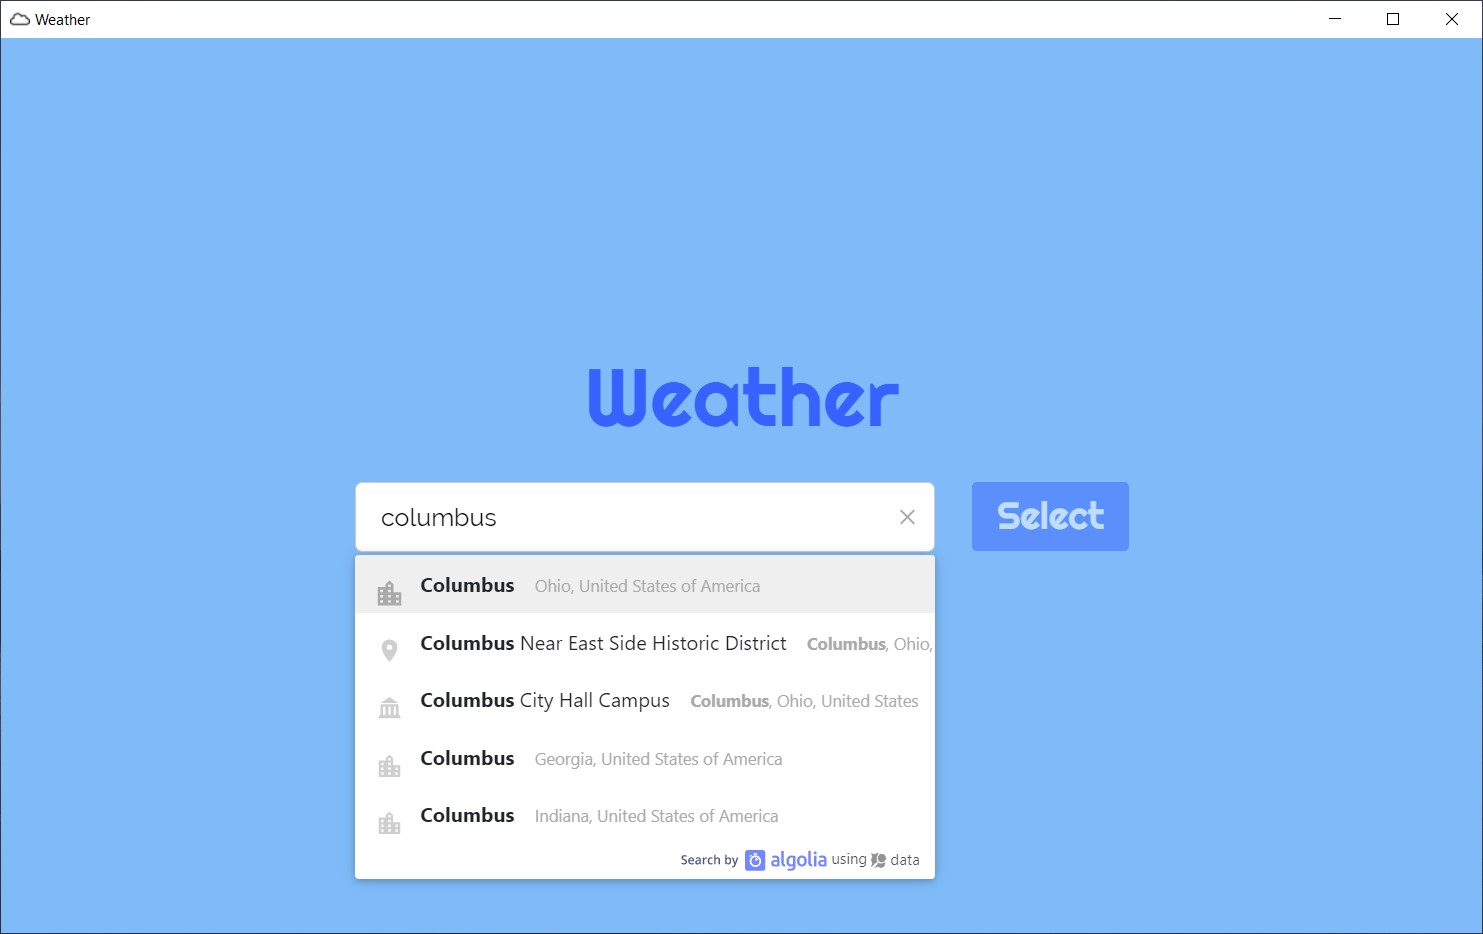 Weather
Weather
columbus
Select
Columbus Ohio, United States of America
Columbus Near East Side Historic District Columbus, Ohio,
Columbus City Hall Campus Columbus, Ohio, United States
Columbus Georgia, United States of America
Columbus Indiana, United States of America
Search by algolia using data